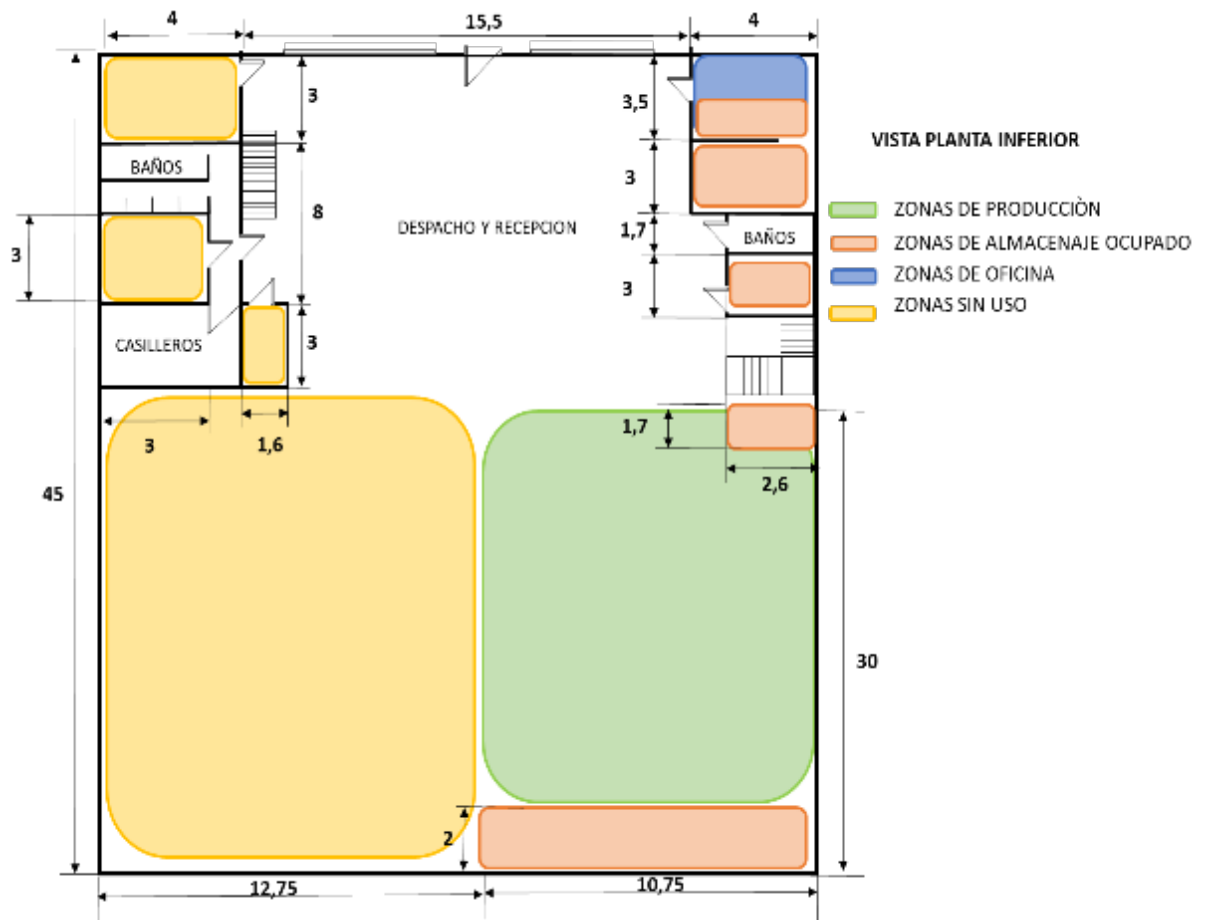 4
15,5
4
3
3,5
VISTA PLANTA INFERIOR
BAÑOS
3
8
ZONAS DE PRODUCCIÒN
DESPACHO Y RECEPCION
1,7
BAÑOS
ZONAS DE ALMACENAJE OCUPADO
3
3
ZONAS DE OFICINA
ZONAS SIN USO
CASILLEROS
3
3
1,6
1,7
2,6
45
30
2
12,75
10,75